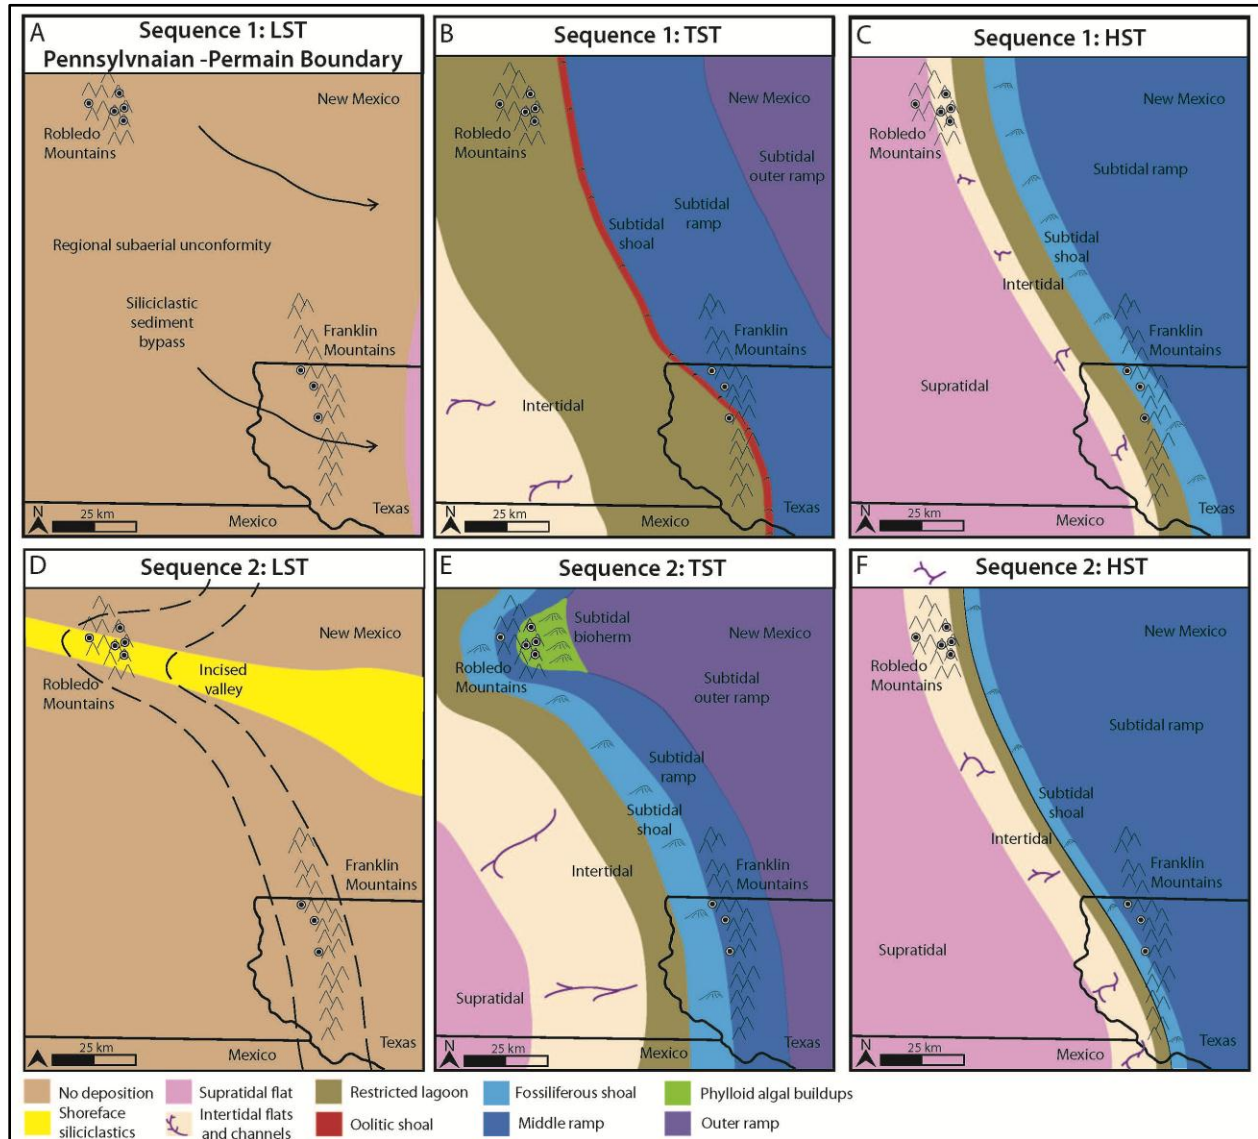 A
Sequence 1: LST
Pennsylvnaian -Permain Boundary
New Mexico
Robledo
Mountains
Regional subaerial unconformity
Siliciclastic
sediment
bypass
Franklin
Mountains
N
25 km
Mexico
Texas
B
Sequence 1: TST
New Mexico
Robledo
Mountains
Subtidal
outer ramp
Subtidal
ramp
Subtidal
shoal
Franklin
Mountains
Intertidal
N
25 km
Mexico
Texas
C
Sequence 1: HST
New Mexico
Robledo
Mountains
Subtidal ramp
Subtidal
shoal
Intertidal
Franklin
Mountains
Supratidal
N
25 km
Mexico
Texas
D
Sequence 2: LST
New Mexico
Robledo
Mountains
Incised
valley
Franklin
Mountains
25 km
Mexico
Texas
E
Sequence 2: TST
Subtidal
bioherm
New Mexico
Robledo
Mountains
Subtidal
outer ramp
Subtidal
ramp
Subtidal
shoal
Intertidal
Franklin
Mountains
Supratidal
N
25 km
Mexico
Texas
F
Sequence 2: HST
New Mexico
Robledo
Mountains
Subtidal ramp
Subtidal
shoal
Intertidal
Franklin
Mountains
Supratidal
N
25 km
Mexico
Texas
No deposition
Shoreface
siliciclastics
Supratidal flat
Intertidal flats
and channels
Restricted lagoon
Oolitic shoal
Fossiliferous shoal
Middle ramp
Phylloid algal buildups
Outer ramp